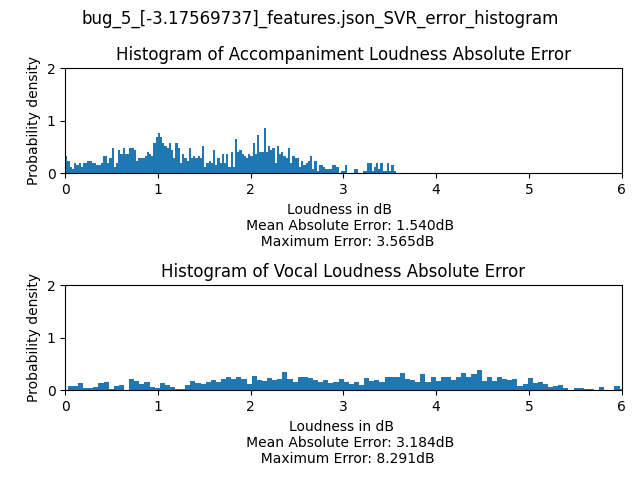 bug_5_[-3.17569737]_features.json_SVR_error_histogram
Histogram of Accompaniment Loudness Absolute Error
Probability density
2
1
0
0 1 2 3 4 5 6
Loudness in dB
Mean Absolute Error: 1.540dB
Maximum Error: 3.565dB
Histogram of Vocal Loudness Absolute Error
Probability density
2
1
0
0 1 2 3 4 5 6
Loudness in dB
Mean Absolute Error: 3.184dB
Maximum Error: 8.291dB